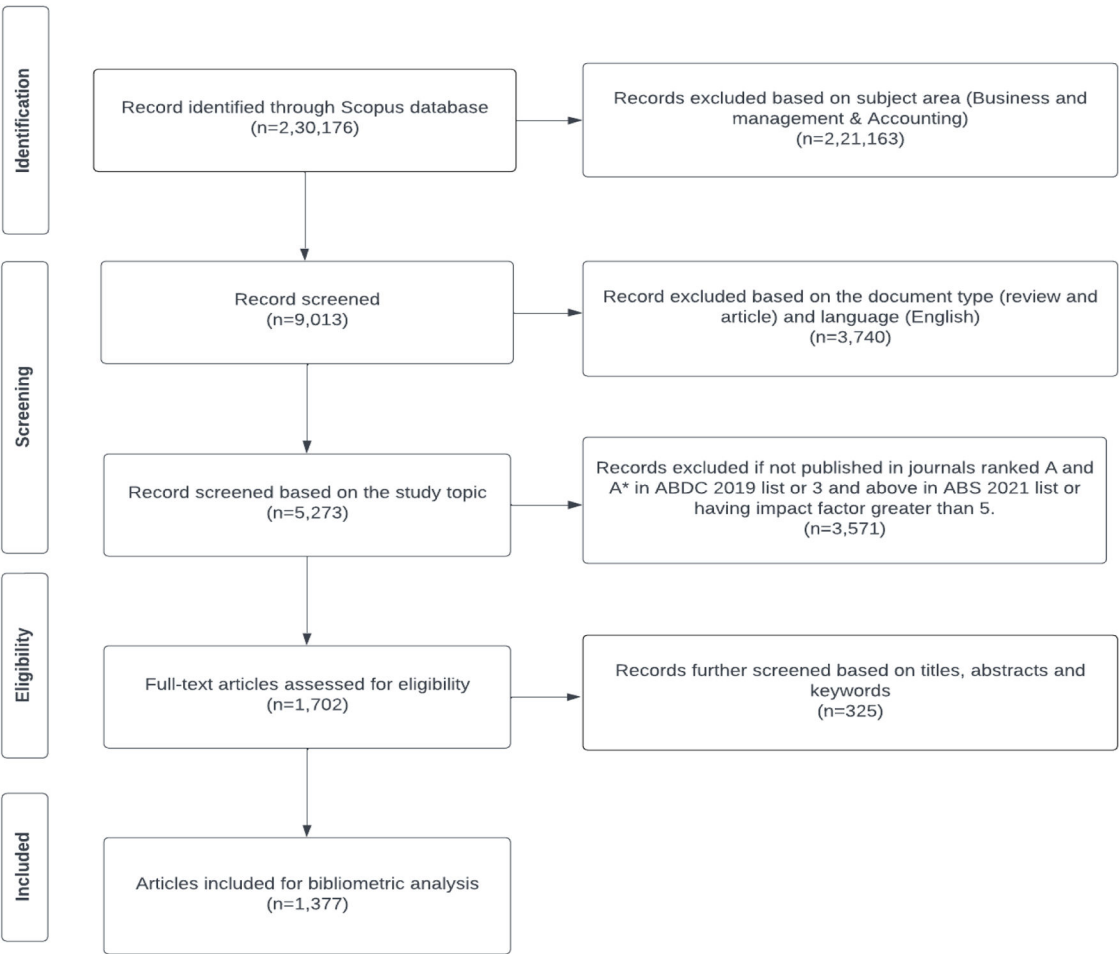 Identification
Record identified through Scopus database
(n=2,30,176)
Records excluded based on subject area (Business and
management & Accounting)
(n=2,21,163)
Screening
Record screened
(n=9,013)
Record excluded based on the document type (review and
article) and language (English)
(n=3,740)
Record screened based on the study topic
(n=5,273)
Records excluded if not published in journals ranked A and
A* in ABDC 2019 list or 3 and above in ABS 2021 list or
having impact factor greater than 5.
(n=3,571)
Eligibility
Full-text articles assessed for eligibility
(n=1,702)
Records further screened based on titles, abstracts and
keywords
(n=325)
Included
Articles included for bibliometric analysis
(n=1,377)